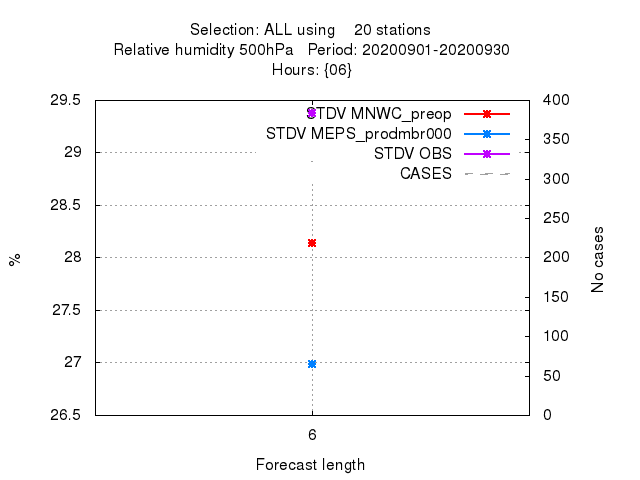 Selection: ALL using 20 stations
Relative humidity 500hPa Period: 20200901-20200930
Hours: {06}
29.5
29
28.5
28
27.5
27
26.5
%
STDV MNWC_preop
STDV MEPS_prodmbr000
STDV OBS
CASES
400
350
300
250
200
150
100
50
0
No cases
6
Forecast length